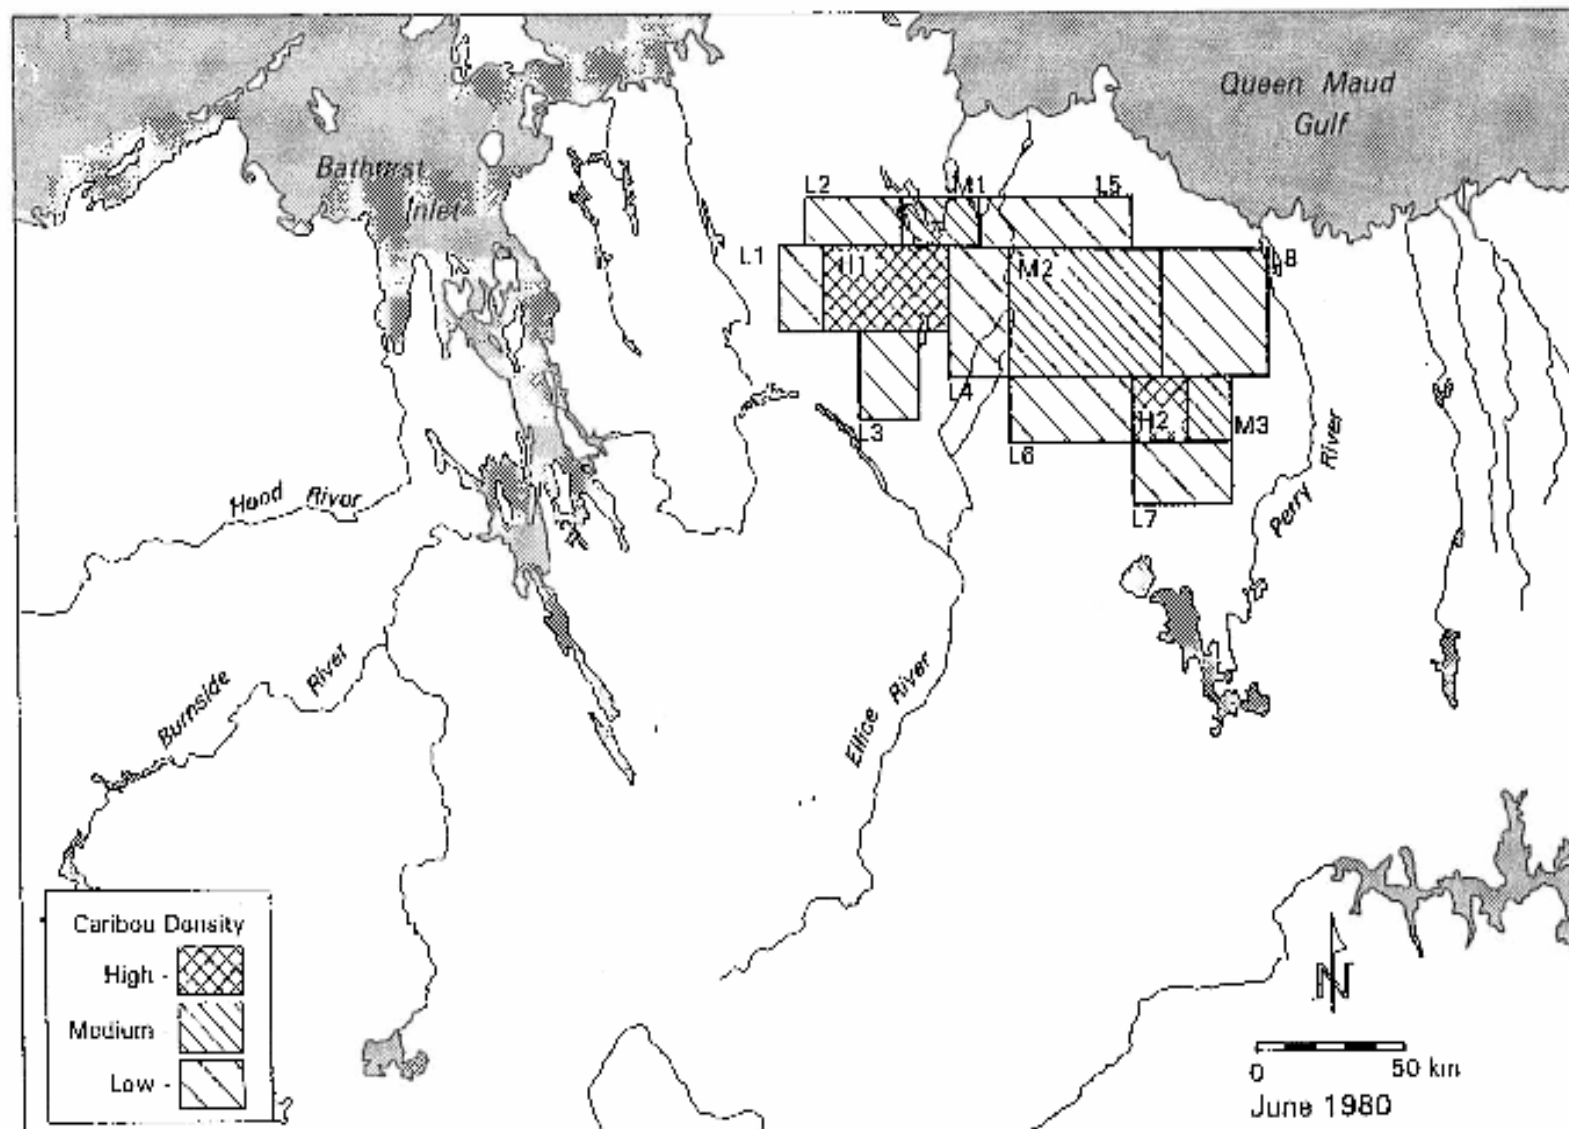 Queen Maud
Gulf
Bathurst
Inlet
L2
M1
L5
L1
H1
M2
L8
L4
L3
H2
M3
L6
L7
Hood River
Perry River
Burnside River
Ellice River
Caribou Density
High -
Medium -
Low -
N
0 50 km
June 1980